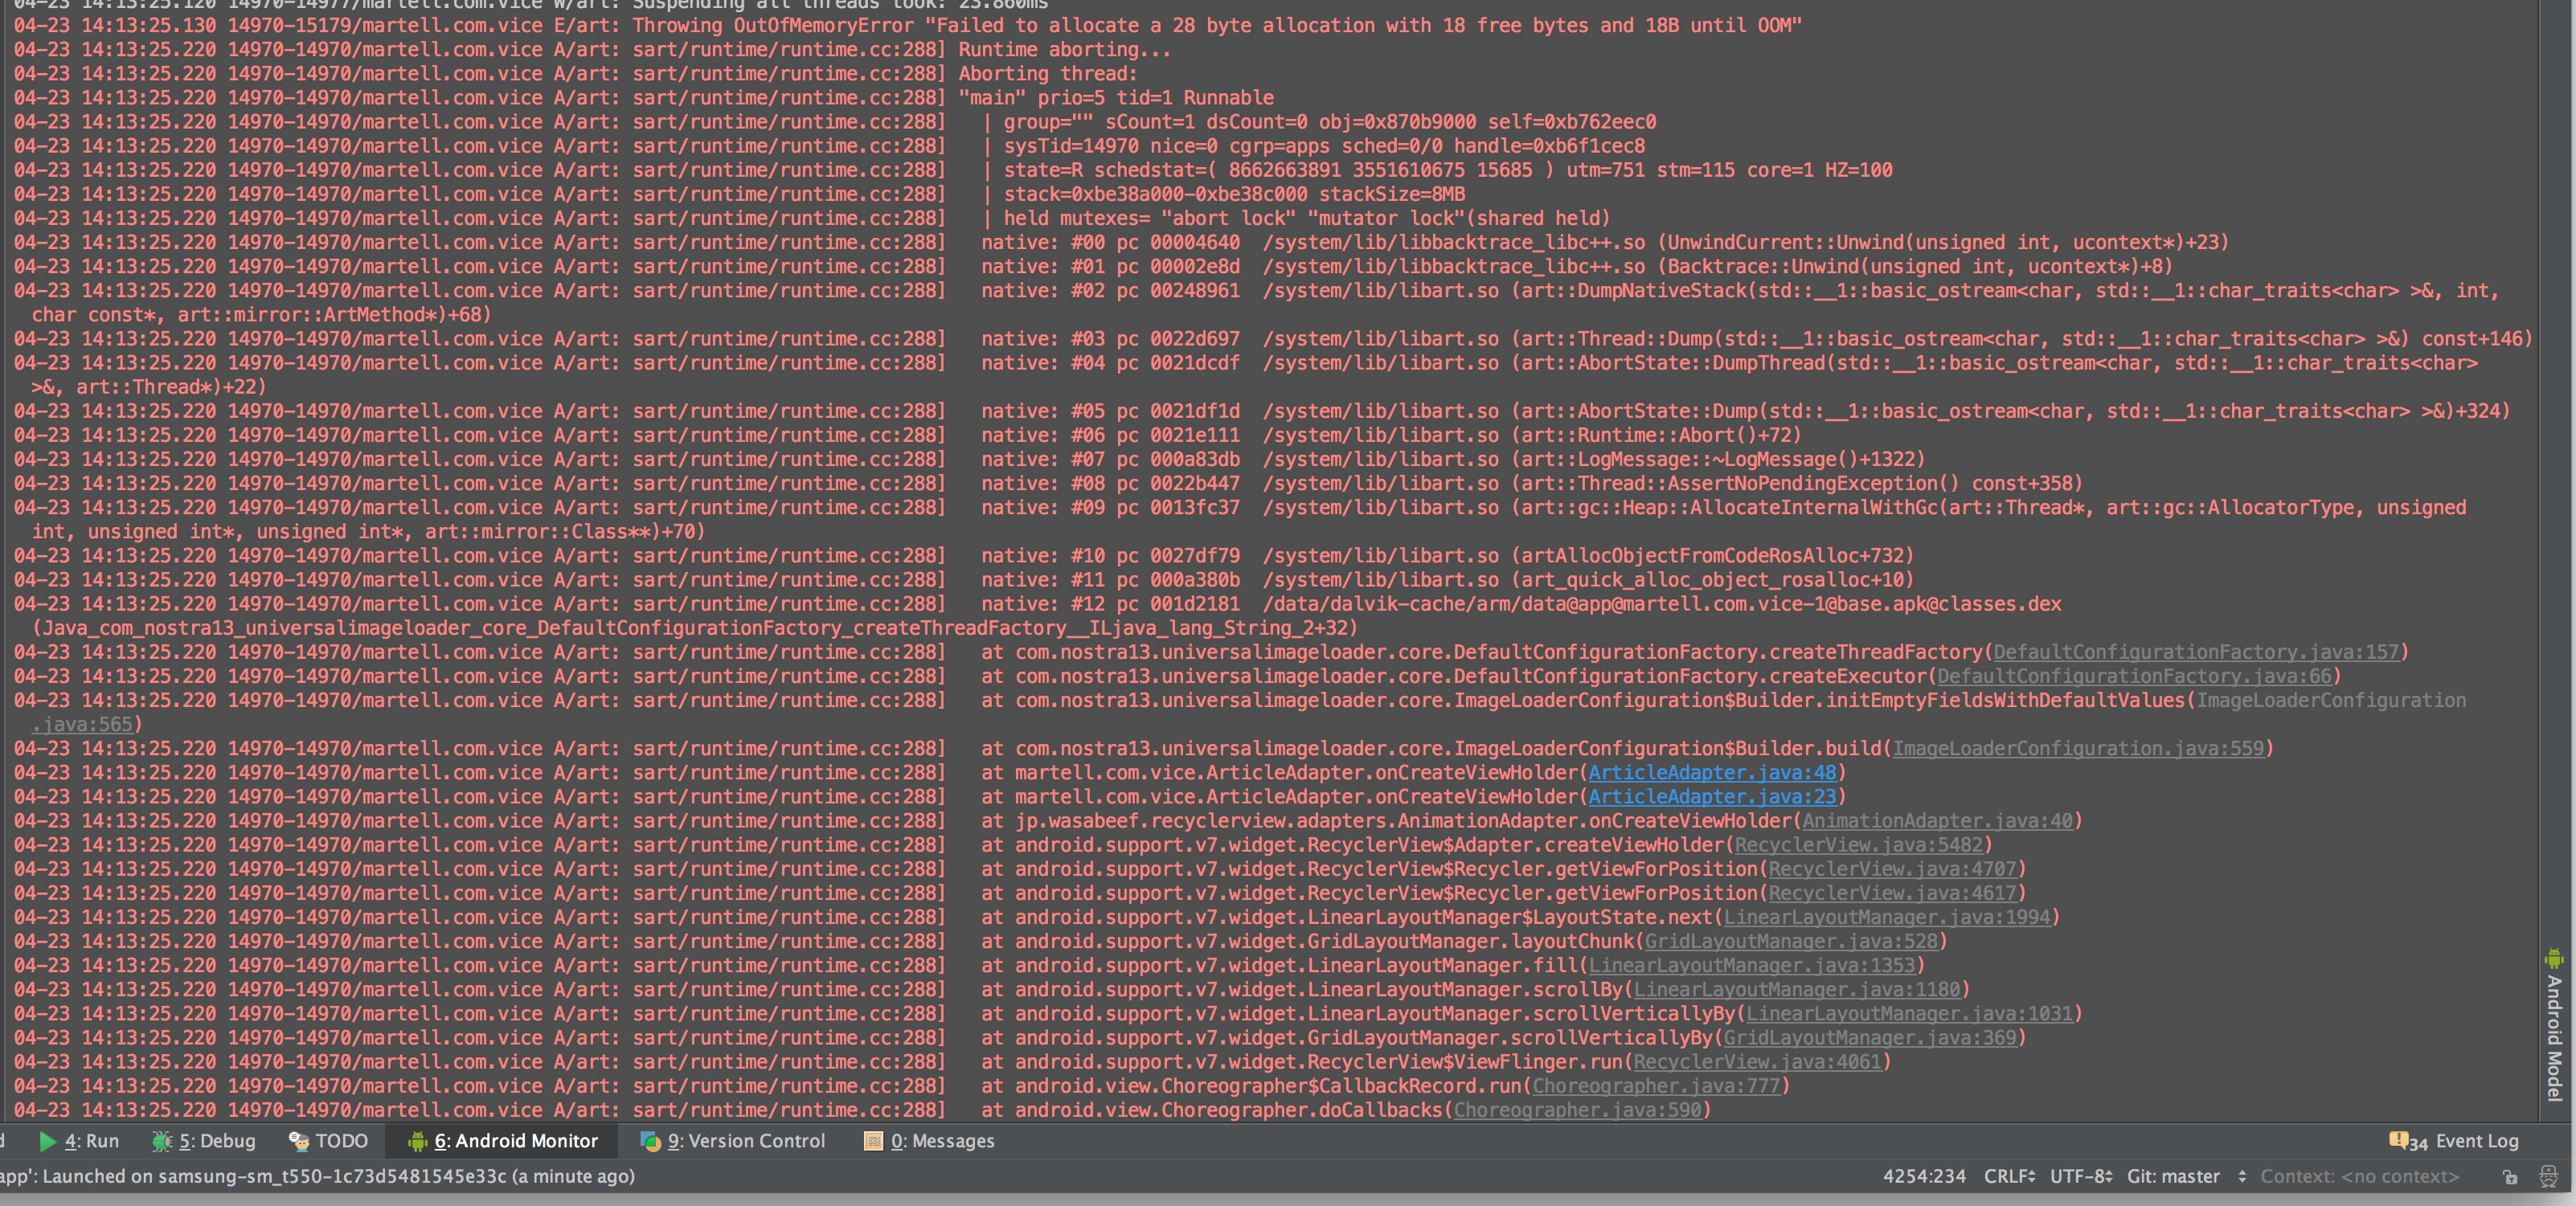 04-23 14:13:25.120 14970-14977/martell.com.vice W/art: Suspending all threads took: 23.860ms
04-23 14:13:25.130 14970-15179/martell.com.vice E/art: Throwing OutOfMemoryError "Failed to allocate a 28 byte allocation with 18 free bytes and 18B until OOM"
04-23 14:13:25.220 14970-14970/martell.com.vice A/art: sart/runtime/runtime.cc:288] Runtime aborting...
04-23 14:13:25.220 14970-14970/martell.com.vice A/art: sart/runtime/runtime.cc:288] Aborting thread:
04-23 14:13:25.220 14970-14970/martell.com.vice A/art: sart/runtime/runtime.cc:288] "main" prio=5 tid=1 Runnable
04-23 14:13:25.220 14970-14970/martell.com.vice A/art: sart/runtime/runtime.cc:288]   | group="" sCount=1 dsCount=0 obj=0x870b9000 self=0xb762eec0
04-23 14:13:25.220 14970-14970/martell.com.vice A/art: sart/runtime/runtime.cc:288]   | sysTid=14970 nice=0 cgrp=apps sched=0/0 handle=0xb6f1cec8
04-23 14:13:25.220 14970-14970/martell.com.vice A/art: sart/runtime/runtime.cc:288]   | state=R schedstat=( 8662663891 3551610675 15685 ) utm=751 stm=115 core=1 HZ=100
04-23 14:13:25.220 14970-14970/martell.com.vice A/art: sart/runtime/runtime.cc:288]   | stack=0xbe38a000-0xbe38c000 stackSize=8MB
04-23 14:13:25.220 14970-14970/martell.com.vice A/art: sart/runtime/runtime.cc:288]   | held mutexes= "abort lock" "mutator lock"(shared held)
04-23 14:13:25.220 14970-14970/martell.com.vice A/art: sart/runtime/runtime.cc:288]   native: #00 pc 00004640  /system/lib/libbacktrace_libc++.so (UnwindCurrent::Unwind(unsigned int, ucontext*)+23)
04-23 14:13:25.220 14970-14970/martell.com.vice A/art: sart/runtime/runtime.cc:288]   native: #01 pc 00002e8d  /system/lib/libbacktrace_libc++.so (Backtrace::Unwind(unsigned int, ucontext*)+8)
04-23 14:13:25.220 14970-14970/martell.com.vice A/art: sart/runtime/runtime.cc:288]   native: #02 pc 00248961  /system/lib/libart.so (art::DumpNativeStack(std::__1::basic_ostream<char, std::__1::char_traits<char> >&, int,
char const*, art::mirror::ArtMethod*)+68)
04-23 14:13:25.220 14970-14970/martell.com.vice A/art: sart/runtime/runtime.cc:288]   native: #03 pc 0022d697  /system/lib/libart.so (art::Thread::Dump(std::__1::basic_ostream<char, std::__1::char_traits<char> >&) const+146)
04-23 14:13:25.220 14970-14970/martell.com.vice A/art: sart/runtime/runtime.cc:288]   native: #04 pc 0021dcdf  /system/lib/libart.so (art::AbortState::DumpThread(std::__1::basic_ostream<char, std::__1::char_traits<char>
>&, art::Thread*)+22)
04-23 14:13:25.220 14970-14970/martell.com.vice A/art: sart/runtime/runtime.cc:288]   native: #05 pc 0021df1d  /system/lib/libart.so (art::AbortState::Dump(std::__1::basic_ostream<char, std::__1::char_traits<char> >&)+324)
04-23 14:13:25.220 14970-14970/martell.com.vice A/art: sart/runtime/runtime.cc:288]   native: #06 pc 0021e111  /system/lib/libart.so (art::Runtime::Abort()+72)
04-23 14:13:25.220 14970-14970/martell.com.vice A/art: sart/runtime/runtime.cc:288]   native: #07 pc 000a83db  /system/lib/libart.so (art::LogMessage::~LogMessage()+1322)
04-23 14:13:25.220 14970-14970/martell.com.vice A/art: sart/runtime/runtime.cc:288]   native: #08 pc 0022b447  /system/lib/libart.so (art::Thread::AssertNoPendingException() const+358)
04-23 14:13:25.220 14970-14970/martell.com.vice A/art: sart/runtime/runtime.cc:288]   native: #09 pc 0013fc37  /system/lib/libart.so (art::gc::Heap::AllocateInternalWithGc(art::Thread*, art::gc::AllocatorType, unsigned
int, unsigned int*, unsigned int*, art::mirror::Class**)+70)
04-23 14:13:25.220 14970-14970/martell.com.vice A/art: sart/runtime/runtime.cc:288]   native: #10 pc 0027df79  /system/lib/libart.so (artAllocObjectFromCodeRosAlloc+732)
04-23 14:13:25.220 14970-14970/martell.com.vice A/art: sart/runtime/runtime.cc:288]   native: #11 pc 000a380b  /system/lib/libart.so (art_quick_alloc_object_rosalloc+10)
04-23 14:13:25.220 14970-14970/martell.com.vice A/art: sart/runtime/runtime.cc:288]   native: #12 pc 001d2181  /data/dalvik-cache/arm/data@app@martell.com.vice-1@base.apk@classes.dex
(Java_com_nostra13_universalimageloader_core_DefaultConfigurationFactory_createThreadFactory__ILjava_lang_String_2+32)
04-23 14:13:25.220 14970-14970/martell.com.vice A/art: sart/runtime/runtime.cc:288]   at com.nostra13.universalimageloader.core.DefaultConfigurationFactory.createThreadFactory(DefaultConfigurationFactory.java:157)
04-23 14:13:25.220 14970-14970/martell.com.vice A/art: sart/runtime/runtime.cc:288]   at com.nostra13.universalimageloader.core.DefaultConfigurationFactory.createExecutor(DefaultConfigurationFactory.java:66)
04-23 14:13:25.220 14970-14970/martell.com.vice A/art: sart/runtime/runtime.cc:288]   at com.nostra13.universalimageloader.core.ImageLoaderConfiguration$Builder.initEmptyFieldsWithDefaultValues(ImageLoaderConfiguration
.java:565)
04-23 14:13:25.220 14970-14970/martell.com.vice A/art: sart/runtime/runtime.cc:288]   at com.nostra13.universalimageloader.core.ImageLoaderConfiguration$Builder.build(ImageLoaderConfiguration.java:559)
04-23 14:13:25.220 14970-14970/martell.com.vice A/art: sart/runtime/runtime.cc:288]   at martell.com.vice.ArticleAdapter.onCreateViewHolder(ArticleAdapter.java:48)
04-23 14:13:25.220 14970-14970/martell.com.vice A/art: sart/runtime/runtime.cc:288]   at martell.com.vice.ArticleAdapter.onCreateViewHolder(ArticleAdapter.java:23)
04-23 14:13:25.220 14970-14970/martell.com.vice A/art: sart/runtime/runtime.cc:288]   at jp.wasabeef.recyclerview.adapters.AnimationAdapter.onCreateViewHolder(AnimationAdapter.java:40)
04-23 14:13:25.220 14970-14970/martell.com.vice A/art: sart/runtime/runtime.cc:288]   at android.support.v7.widget.RecyclerView$Adapter.createViewHolder(RecyclerView.java:5482)
04-23 14:13:25.220 14970-14970/martell.com.vice A/art: sart/runtime/runtime.cc:288]   at android.support.v7.widget.RecyclerView$Recycler.getViewForPosition(RecyclerView.java:4707)
04-23 14:13:25.220 14970-14970/martell.com.vice A/art: sart/runtime/runtime.cc:288]   at android.support.v7.widget.RecyclerView$Recycler.getViewForPosition(RecyclerView.java:4617)
04-23 14:13:25.220 14970-14970/martell.com.vice A/art: sart/runtime/runtime.cc:288]   at android.support.v7.widget.LinearLayoutManager$LayoutState.next(LinearLayoutManager.java:1994)
04-23 14:13:25.220 14970-14970/martell.com.vice A/art: sart/runtime/runtime.cc:288]   at android.support.v7.widget.GridLayoutManager.layoutChunk(GridLayoutManager.java:528)
04-23 14:13:25.220 14970-14970/martell.com.vice A/art: sart/runtime/runtime.cc:288]   at android.support.v7.widget.LinearLayoutManager.fill(LinearLayoutManager.java:1353)
04-23 14:13:25.220 14970-14970/martell.com.vice A/art: sart/runtime/runtime.cc:288]   at android.support.v7.widget.LinearLayoutManager.scrollBy(LinearLayoutManager.java:1180)
04-23 14:13:25.220 14970-14970/martell.com.vice A/art: sart/runtime/runtime.cc:288]   at android.support.v7.widget.LinearLayoutManager.scrollVerticallyBy(LinearLayoutManager.java:1031)
04-23 14:13:25.220 14970-14970/martell.com.vice A/art: sart/runtime/runtime.cc:288]   at android.support.v7.widget.GridLayoutManager.scrollVerticallyBy(GridLayoutManager.java:369)
04-23 14:13:25.220 14970-14970/martell.com.vice A/art: sart/runtime/runtime.cc:288]   at android.support.v7.widget.RecyclerView$ViewFlinger.run(RecyclerView.java:4061)
04-23 14:13:25.220 14970-14970/martell.com.vice A/art: sart/runtime/runtime.cc:288]   at android.view.Choreographer$CallbackRecord.run(Choreographer.java:777)
04-23 14:13:25.220 14970-14970/martell.com.vice A/art: sart/runtime/runtime.cc:288]   at android.view.Choreographer.doCallbacks(Choreographer.java:590)
Android Model
4: Run 5: Debug TODO 6: Android Monitor 9: Version Control 0: Messages 34 Event Log
app': Launched on samsung-sm_t550-1c73d5481545e33c (a minute ago) 4254:234 CRLF UTF-8 Git: master Context: <no context>